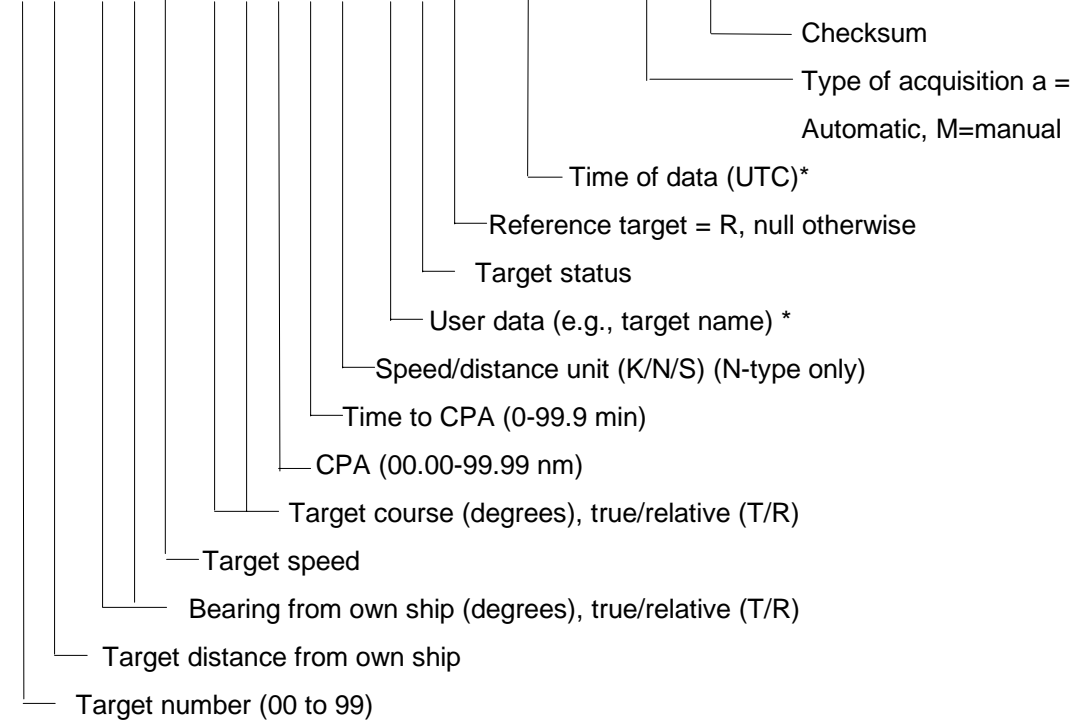 Checksum
Type of acquisition a =
Automatic, M=manual
Time of data (UTC)*
Reference target = R, null otherwise
Target status
User data (e.g., target name) *
Speed/distance unit (K/N/S) (N-type only)
Time to CPA (0-99.9 min)
CPA (00.00-99.99 nm)
Target course (degrees), true/relative (T/R)
Target speed
Bearing from own ship (degrees), true/relative (T/R)
Target distance from own ship
Target number (00 to 99)